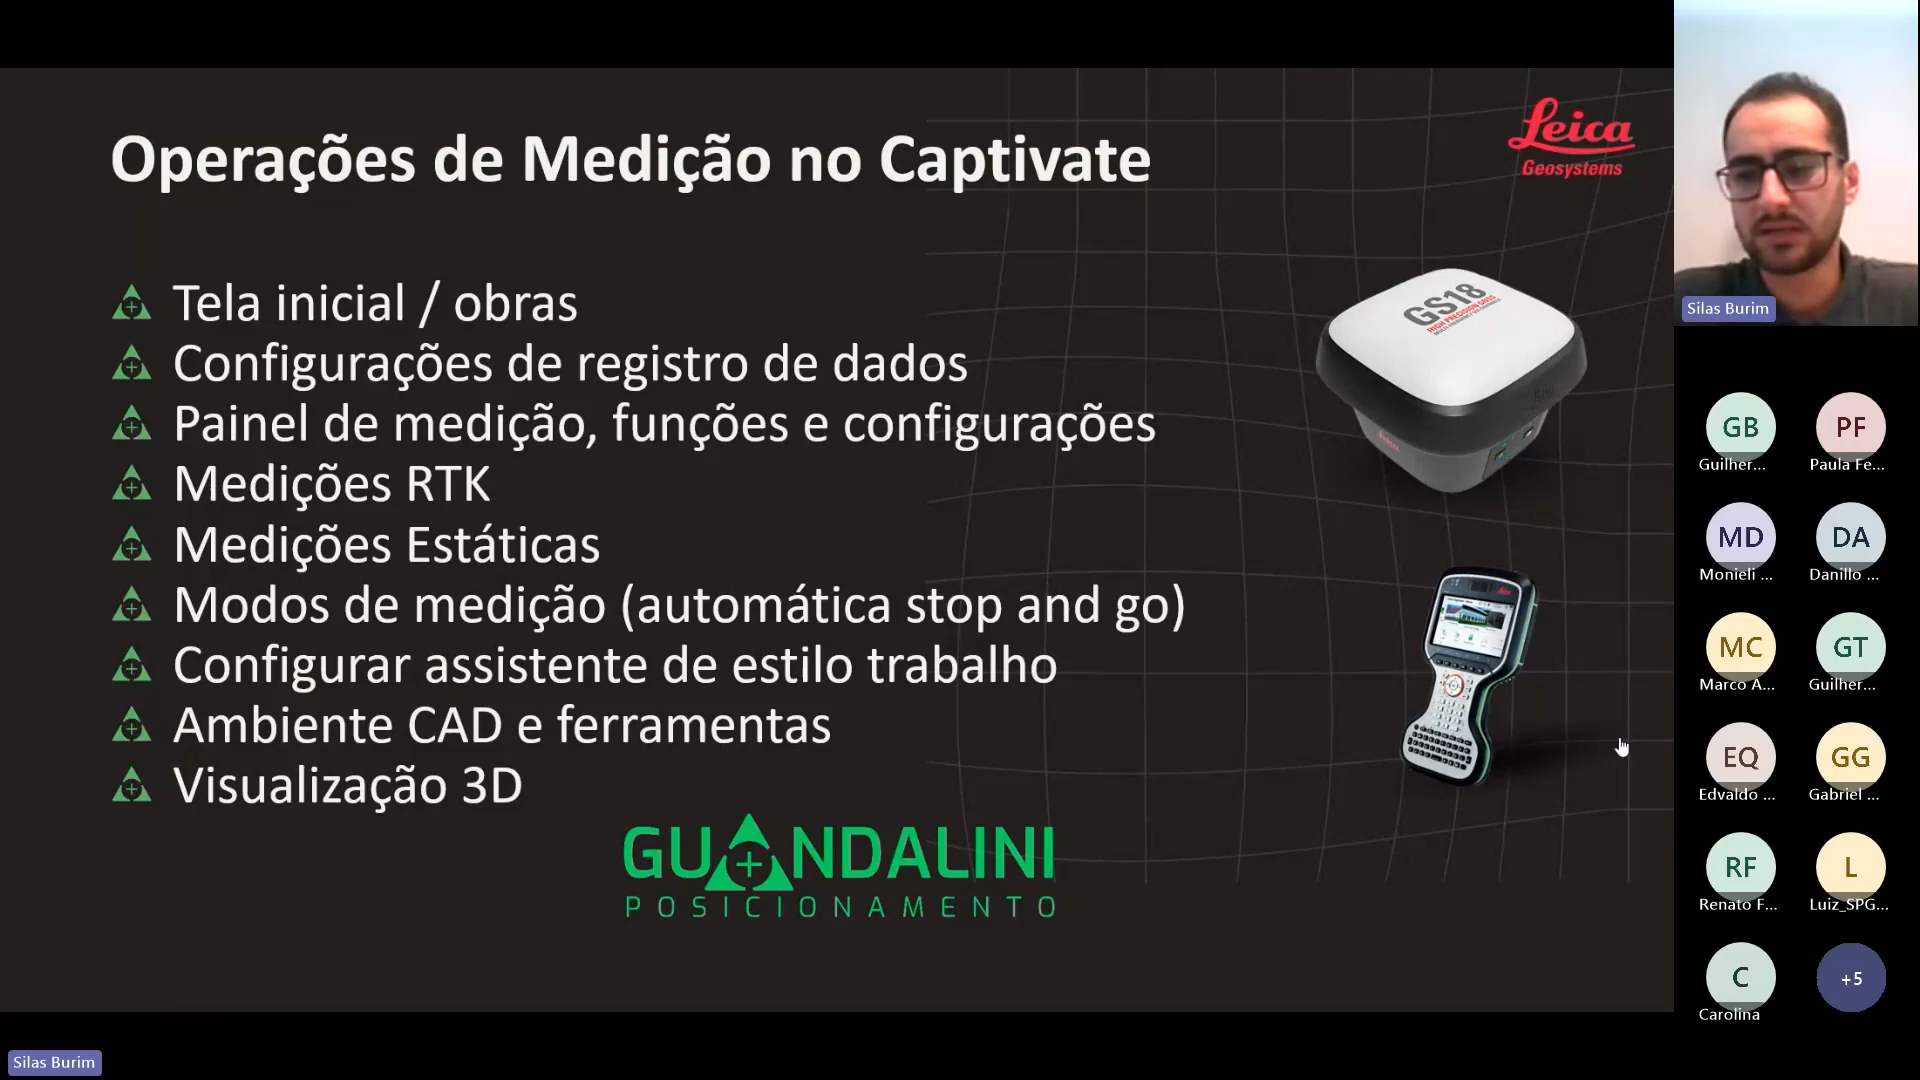 Operações de Medição no Captivate
Leica
Geosystems
Tela inicial / obras
Configurações de registro de dados
Painel de medição, funções e configurações
Medições RTK
Medições Estáticas
Modos de medição (automática stop and go)
Configurar assistente de estilo trabalho
Ambiente CAD e ferramentas
Visualização 3D
GS18
HIGH PRECISION GNSS
GUANDALINI
POSICIONAMENTO
Silas Burim
GB
Guilher...
PF
Paula Fe...
MD
Monieli ...
DA
Danillo ...
MC
Marco A...
GT
Guilher...
EQ
Edvaldo ...
GG
Gabriel ...
RF
Renato F...
L
Luiz_SPG...
C
Carolina
+5
Silas Burim